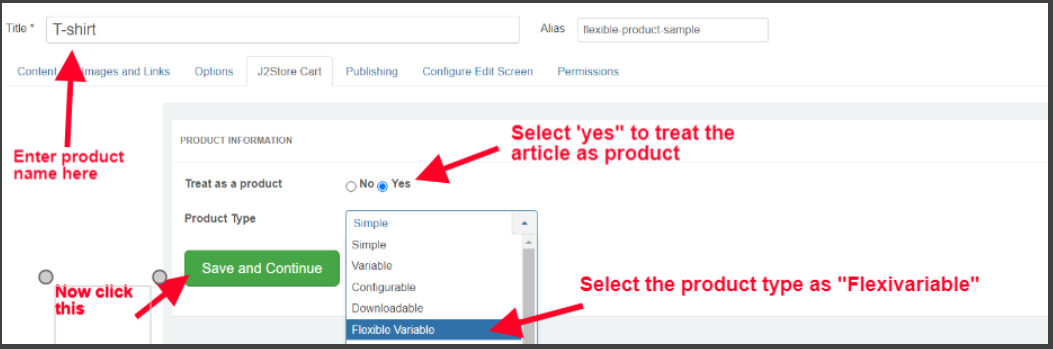 Title * T-shirt Alias flexible-product-sample
Content Images and Links Options J2Store Cart Publishing Configure Edit Screen Permissions
PRODUCT INFORMATION
Select 'yes" to treat the
article as product
Enter product
name here
Treat as a product No Yes
Product Type Simple
Simple
Variable
Configurable
Downloadable
Flexible Variable
Save and Continue
Now click
this
Select the product type as "Flexivariable"